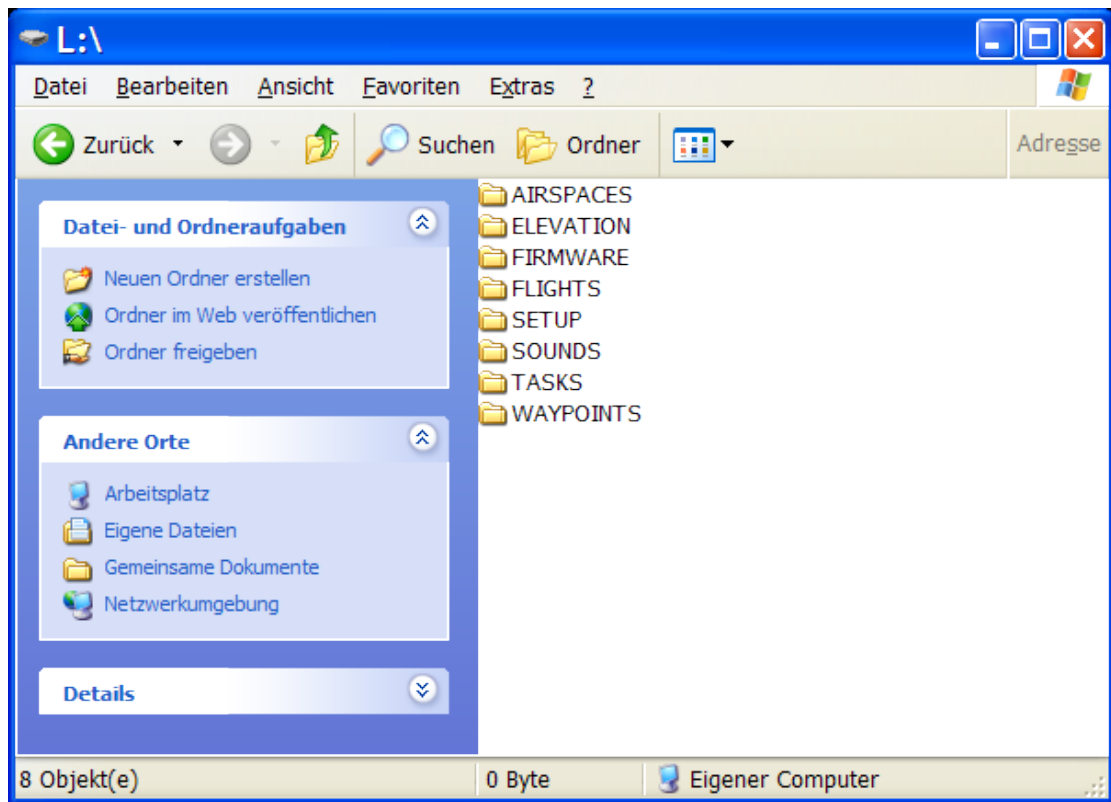 L:\
Datei Bearbeiten Ansicht Favoriten Extras ?
Zurück Suchen Ordner Adresse
Datei- und Ordneraufgaben
Neuen Ordner erstellen
Ordner im Web veröffentlichen
Ordner freigeben
Andere Orte
Arbeitsplatz
Eigene Dateien
Gemeinsame Dokumente
Netzwerkumgebung
Details
AIRSPACES
ELEVATION
FIRMWARE
FLIGHTS
SETUP
SOUNDS
TASKS
WAYPOINTS
8 Objekt(e) 0 Byte Eigener Computer